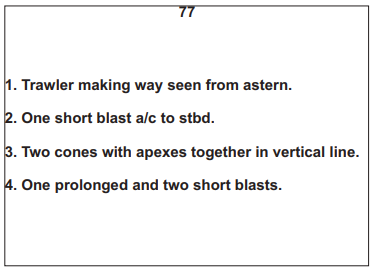 77
1. Trawler making way seen from astern.
2. One short blast a/c to stbd.
3. Two cones with apexes together in vertical line.
4. One prolonged and two short blasts.